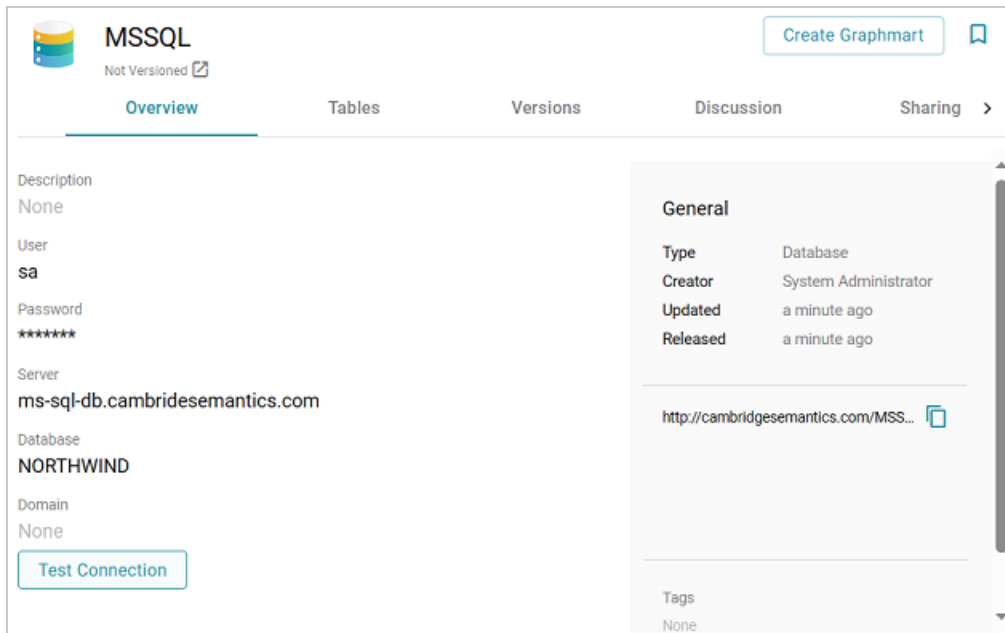 MSSQL
Create Graphmart
Not Versioned
Overview Tables Versions Discussion Sharing
Description
None
User
sa
Password
*******
Server
ms-sql-db.cambridesemantics.com
Database
NORTHWIND
Domain
None
Test Connection
General
Type Database
Creator System Administrator
Updated a minute ago
Released a minute ago
http://cambridgesemantics.com/MSS...
Tags
None